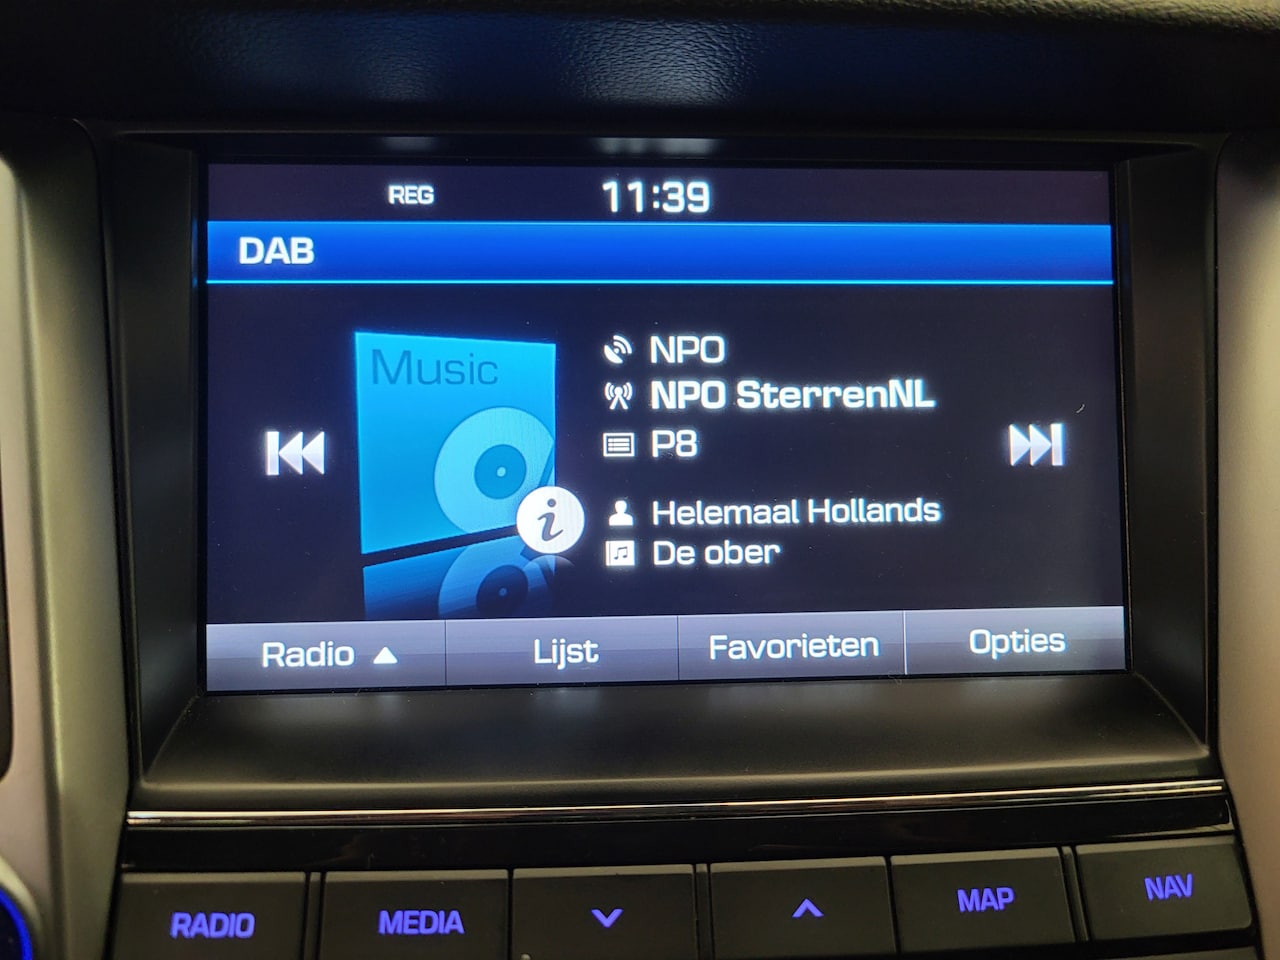 REG 11:39
DAB
Music
NPO
NPO SterrenNL
P8
Helemaal Hollands
i
De ober
Radio ▲ Lijst Favorieten Opties
RADIO MEDIA MAP NAV